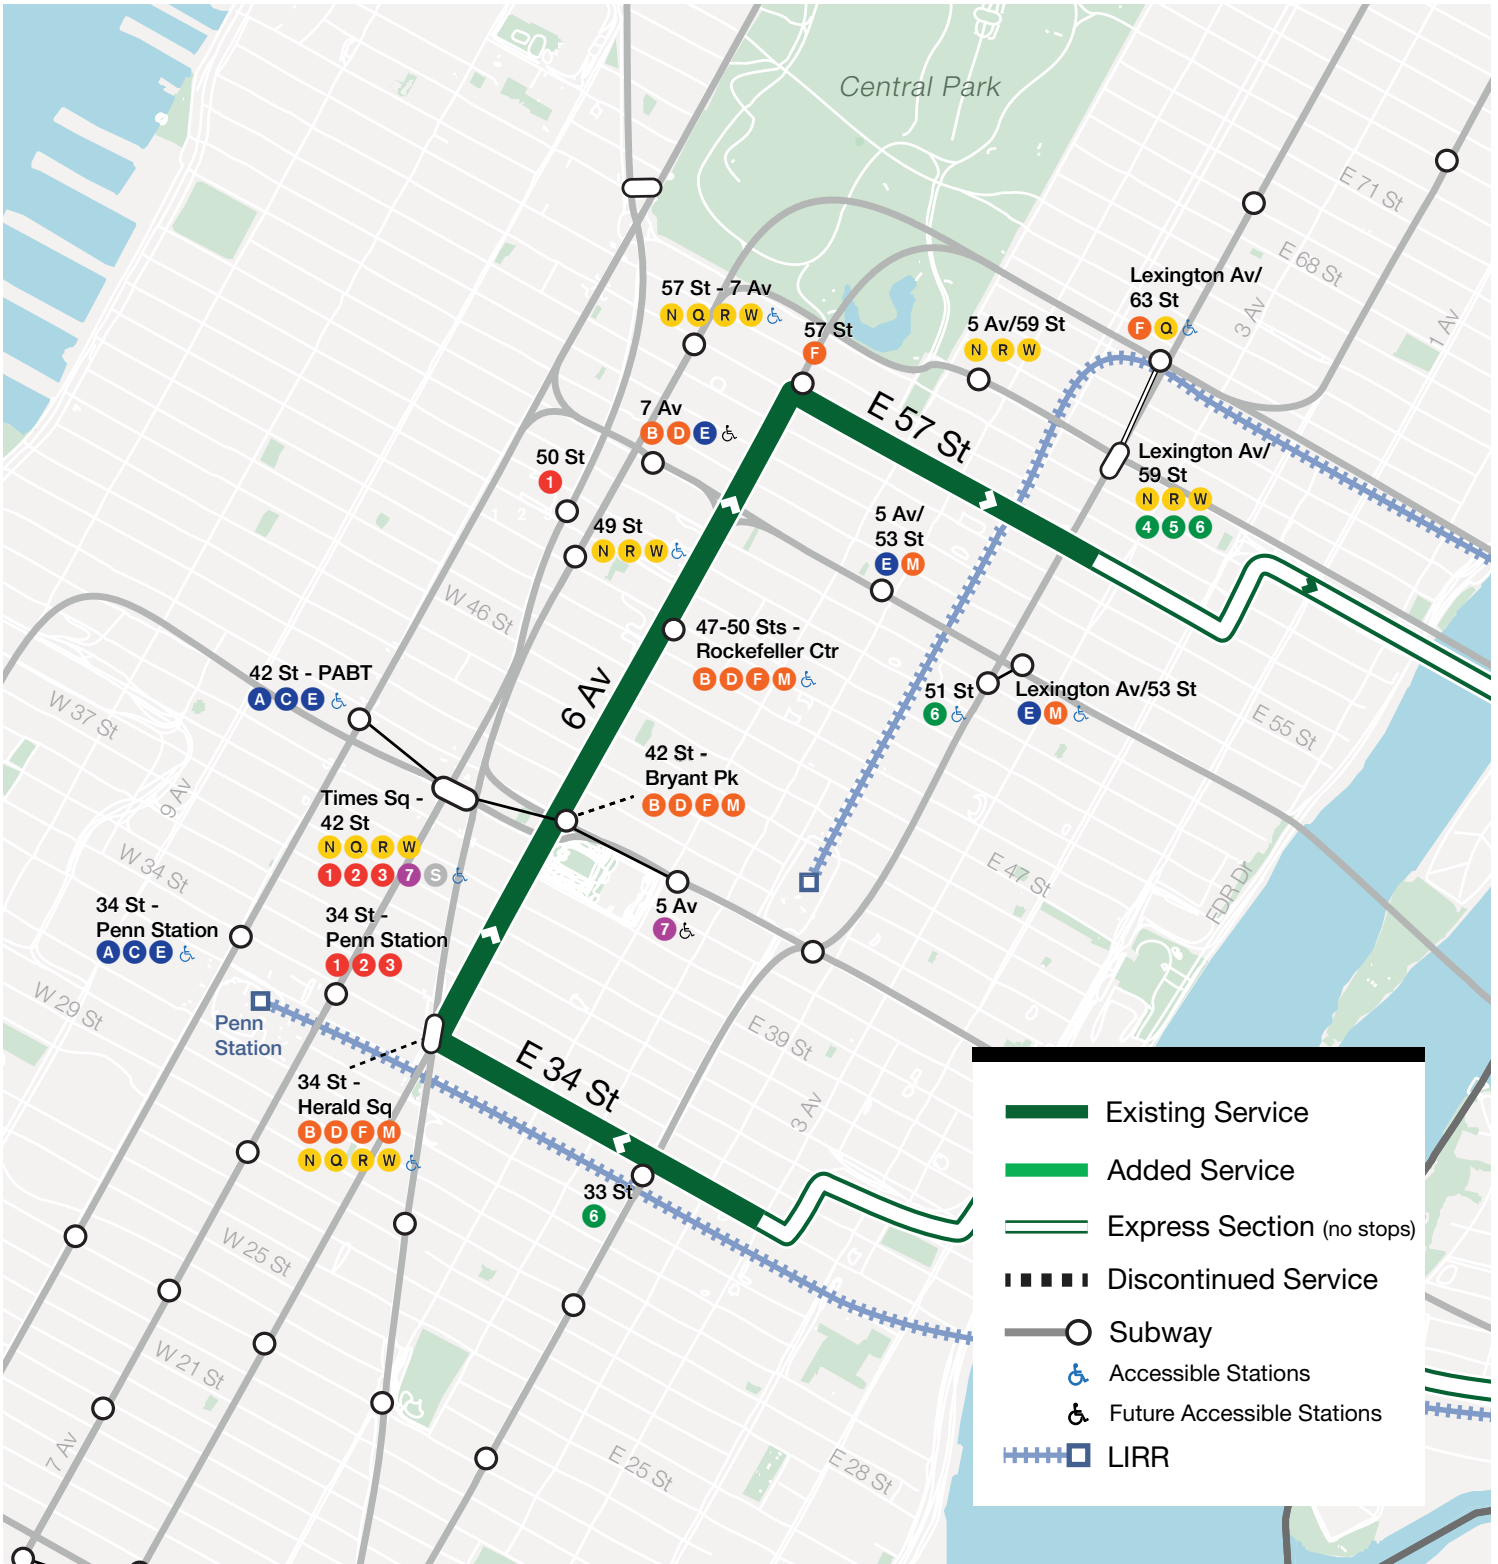 Central Park
E 71 St
E 68 St
3 Av
1 Av
Lexington Av/
63 St
F Q
57 St - 7 Av
N Q R W
57 St
F
5 Av/59 St
N R W
E 57 St
7 Av
B D E
Lexington Av/
59 St
N R W
4 5 6
50 St
1
2
49 St
N R W
5 Av/
53 St
E M
W 46 St
47-50 Sts -
Rockefeller Ctr
B D F M
6 Av
42 St - PABT
A C E
51 St
6
Lexington Av/53 St
E M
E 55 St
W 37 St
9 Av
42 St -
Bryant Pk
B D F M
Times Sq -
42 St
N Q R W
1 2 3 7 S
W 34 St
E 47 St
FDR Dr
34 St -
Penn Station
A C E
34 St -
Penn Station
1 2 3
5 Av
7
W 29 St
Penn
Station
E 39 St
3 Av
E 34 St
34 St -
Herald Sq
B D F M
N Q R W
33 St
6
W 25 St
W 21 St
7 Av
E 25 St
E 28 St
Existing Service
Added Service
Express Section (no stops)
Discontinued Service
Subway
Accessible Stations
Future Accessible Stations
LIRR